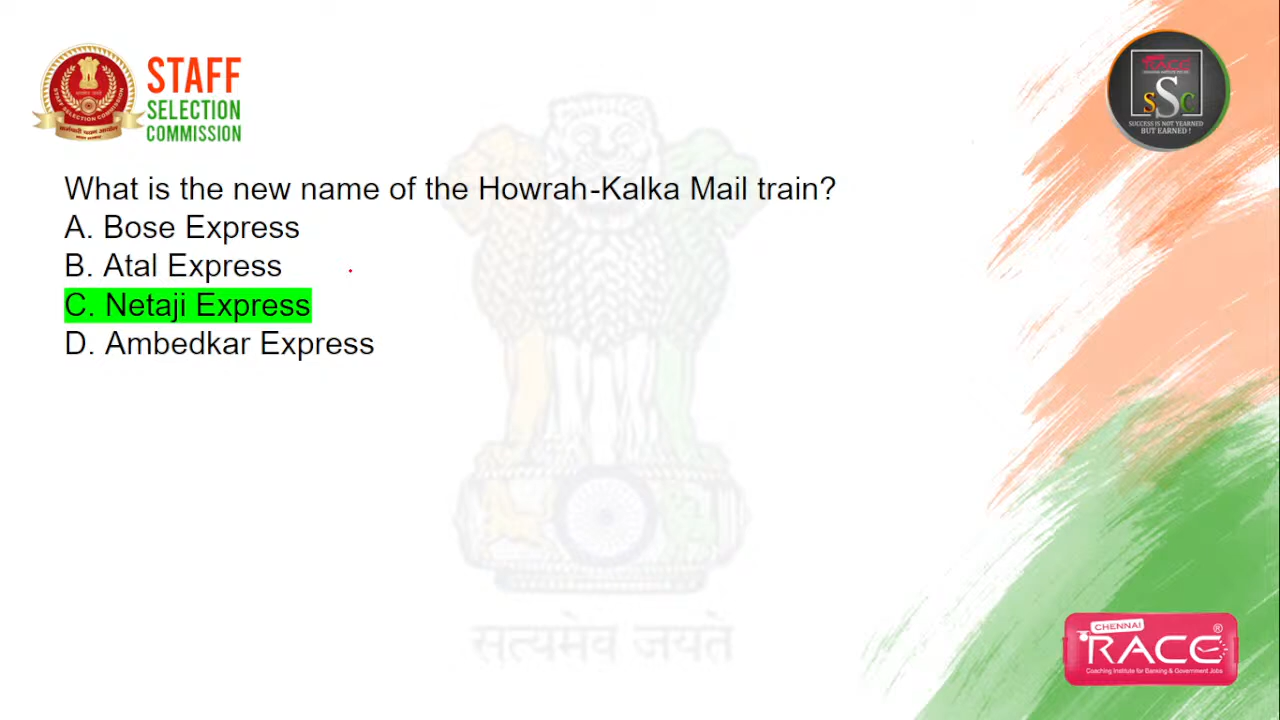 STAFF
SELECTION
COMMISSION
RACE
SSC
SUCCESS IS NOT YEARNED
BUT EARNED !
What is the new name of the Howrah-Kalka Mail train?
A. Bose Express
B. Atal Express
C. Netaji Express
D. Ambedkar Express
सत्यमेव जयते
CHENNAI
RACE®
Coaching Institute for Banking & Government Jobs